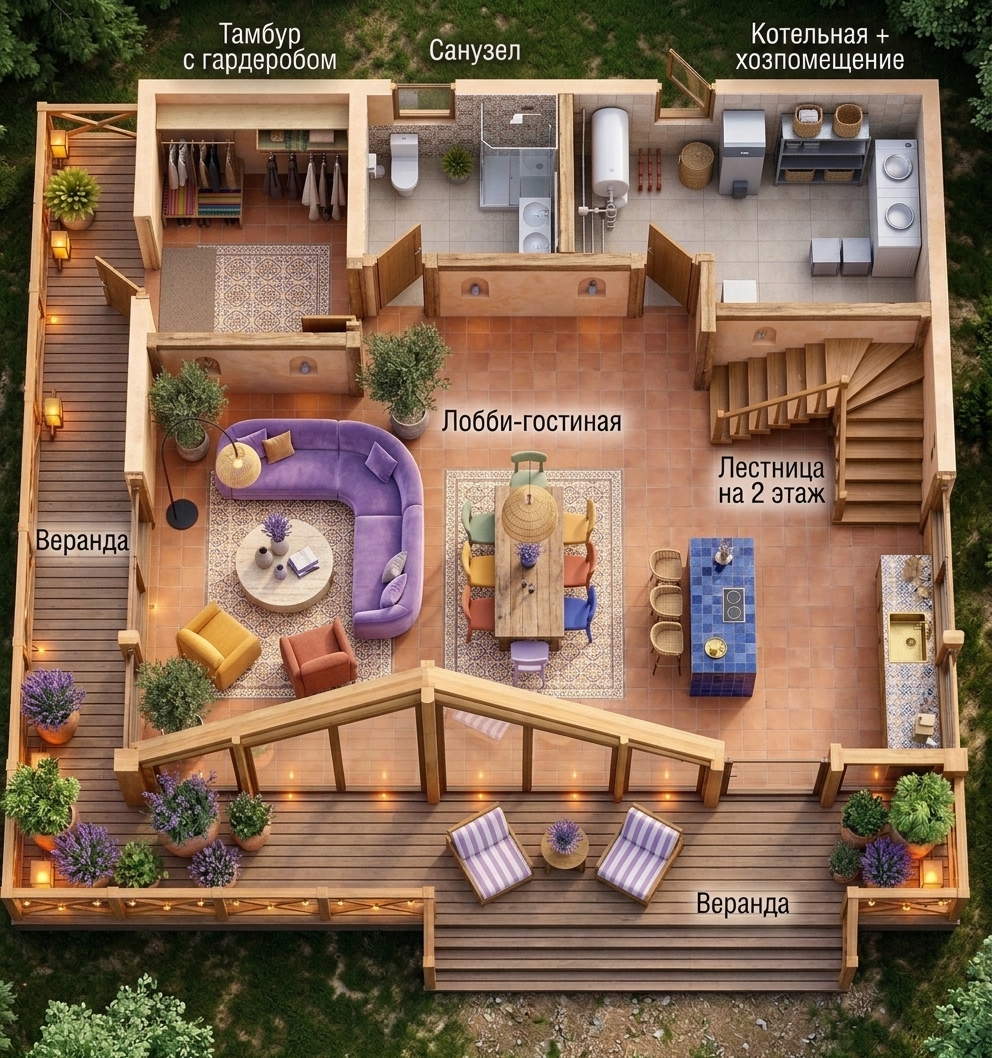 Тамбур
с гардеробом
Санузел
Котельная +
хозпомещение
Лобби-гостиная
Лестница
на 2 этаж
Веранда
Веранда